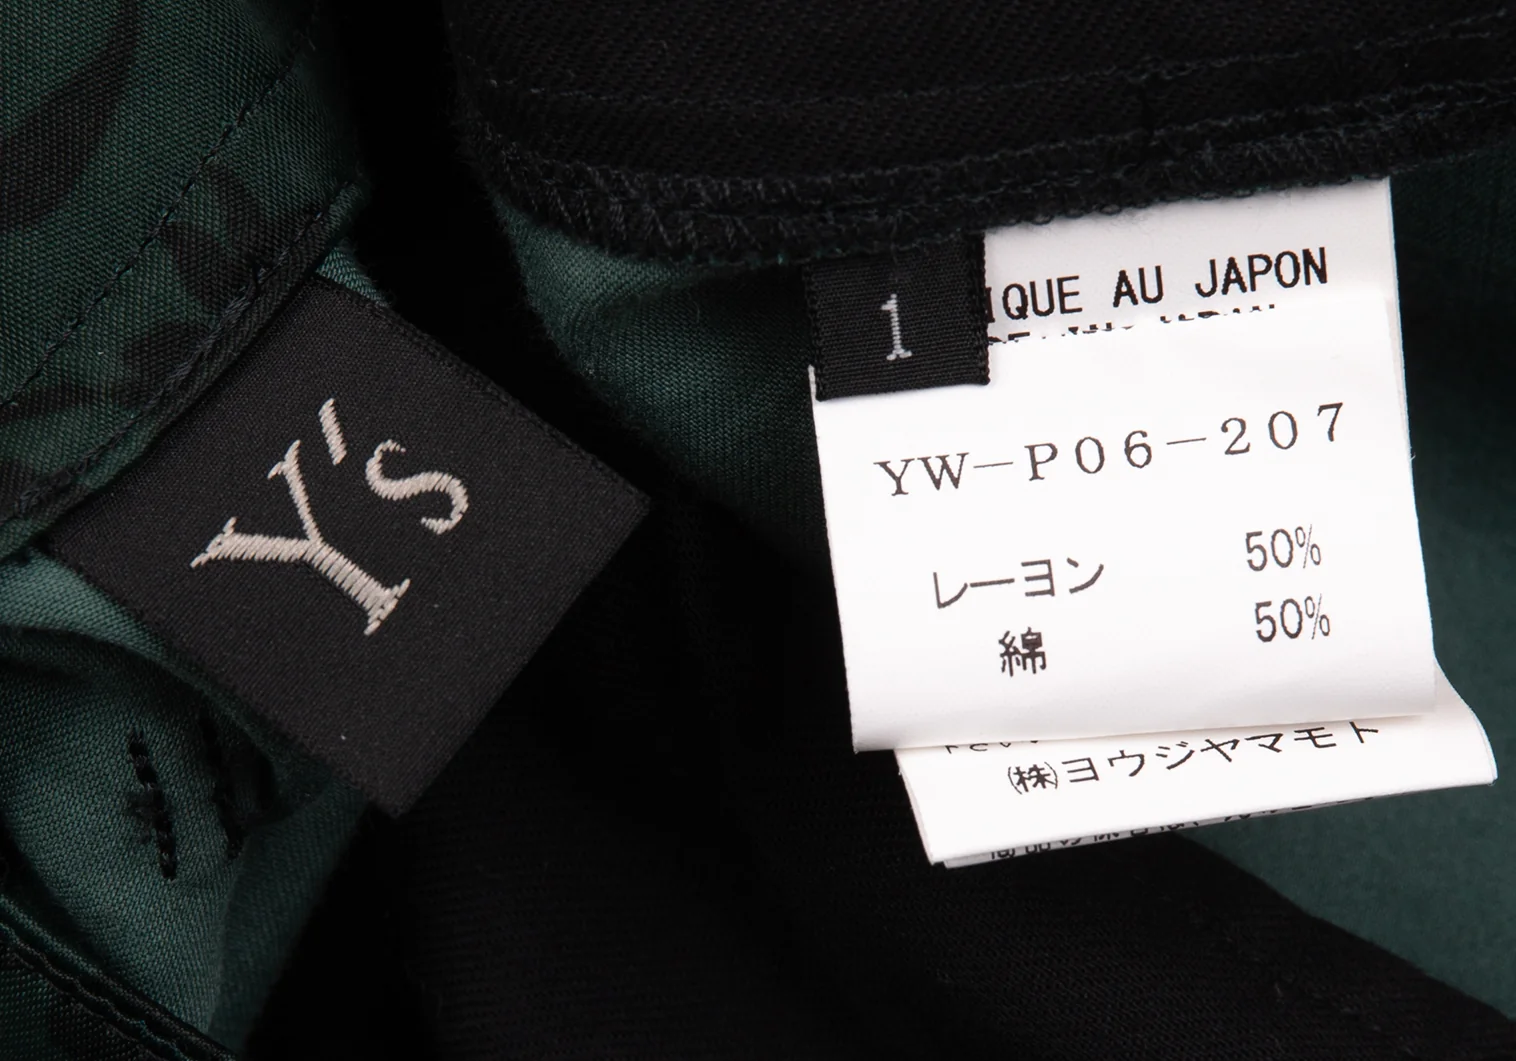 Y's
1
IQUE AU JAPON
YW-P06-207
レーヨン 50%
綿 50%
㈱ヨウジヤマモト